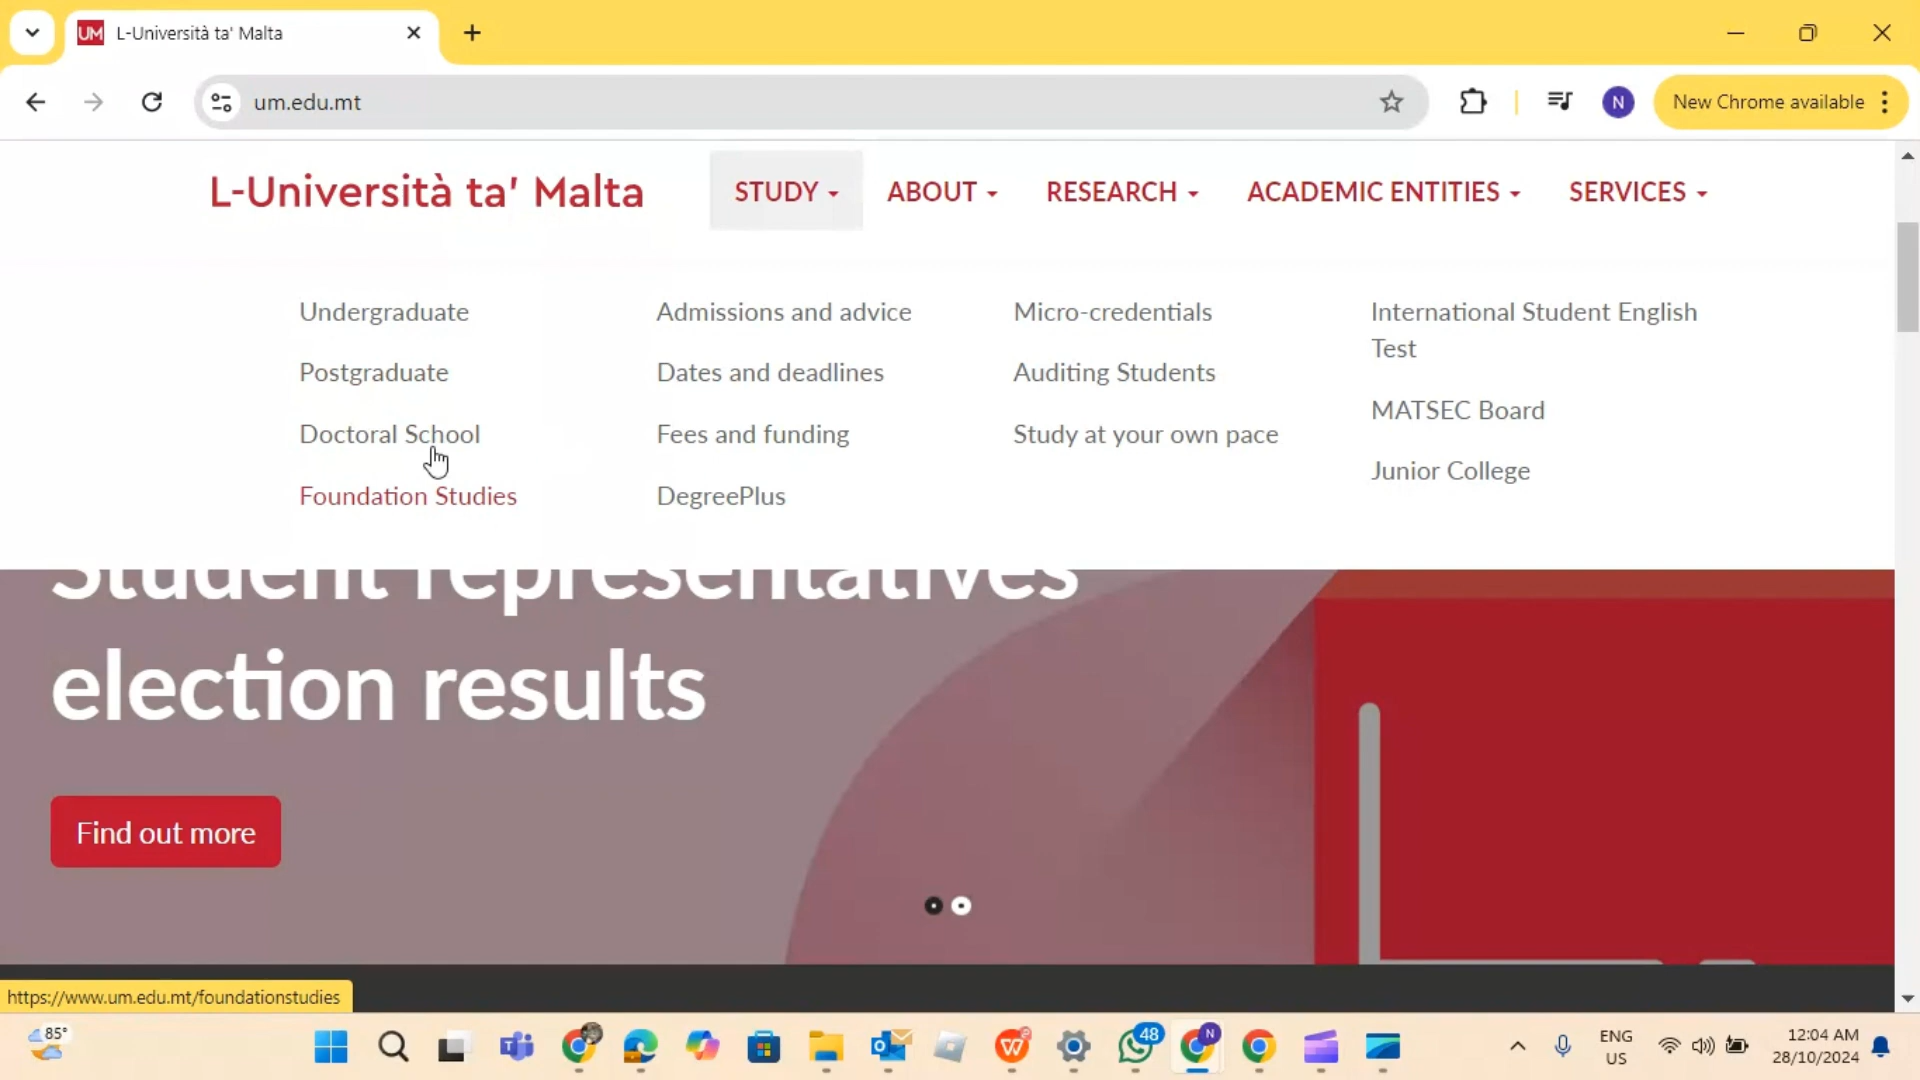 UM L-Università ta' Malta
um.edu.mt
N
New Chrome available
L-Università ta' Malta
STUDY
ABOUT
RESEARCH
ACADEMIC ENTITIES
SERVICES
Undergraduate
Postgraduate
Doctoral School
Foundation Studies
Admissions and advice
Dates and deadlines
Fees and funding
DegreePlus
Micro-credentials
Auditing Students
Study at your own pace
International Student English
Test
MATSEC Board
Junior College
Student representatives
election results
Find out more
https://www.um.edu.mt/foundationstudies
85°
48
N
ENG
US
12:04 AM
28/10/2024